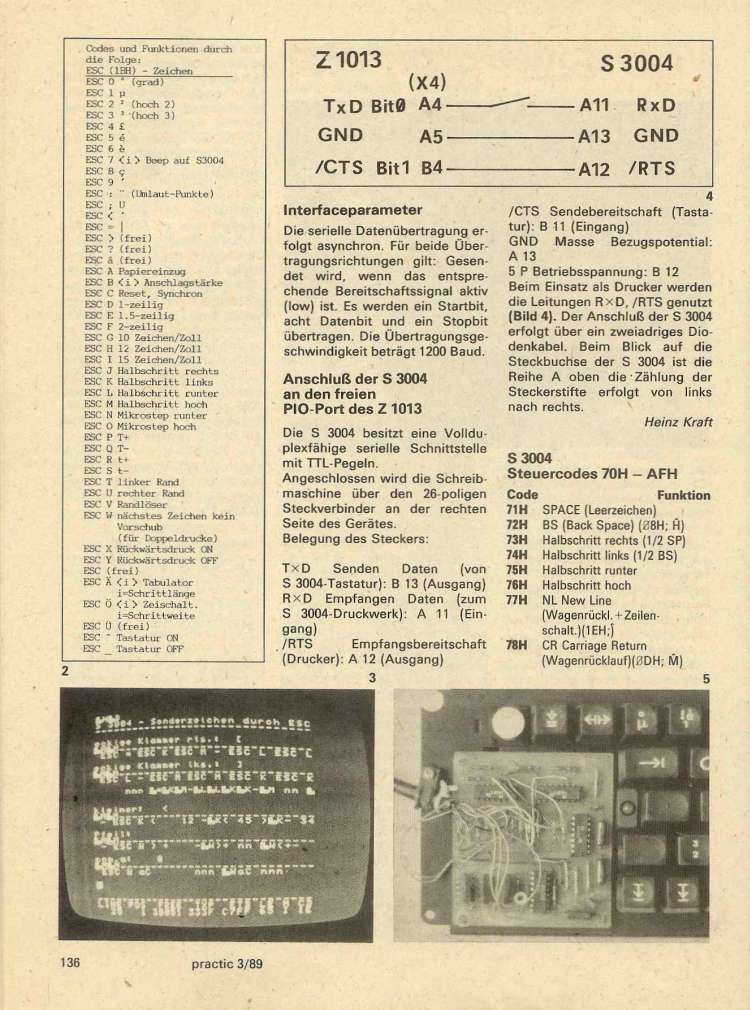 Codes und Funktionen durch
die Folge:
ESC (1BH) - Zeichen
ESC 0 ° (grad)
ESC 1 µ
ESC 2 ² (hoch 2)
ESC 3 ³ (hoch 3)
ESC 4 £
ESC 5 é
ESC 6 è
ESC 7 <i> Beep auf S3004
ESC 8 ç
ESC 9 ´
ESC : ¨ (Umlaut-Punkte)
ESC ; U
ESC < ´
ESC = |
ESC > (frei)
ESC ? (frei)
ESC ä (frei)
ESC A Papiereinzug
ESC B <i> Anschlagstärke
ESC C Reset, Synchron
ESC D 1-zeilig
ESC E 1.5-zeilig
ESC F 2-zeilig
ESC G 10 Zeichen/Zoll
ESC H 12 Zeichen/Zoll
ESC I 15 Zeichen/Zoll
ESC J Halbschritt rechts
ESC K Halbschritt links
ESC L Halbschritt runter
ESC M Halbschritt hoch
ESC N Mikrostep runter
ESC O Mikrostep hoch
ESC P T+
ESC Q T-
ESC R t+
ESC S t-
ESC T linker Rand
ESC U rechter Rand
ESC V Randlöser
ESC W nächstes Zeichen kein
Vorschub
(für Doppeldrucke)
ESC X Rückwärtsdruck ON
ESC Y Rückwärtsdruck OFF
ESC (frei)
ESC Ä <i> Tabulator
i=Schrittlänge
ESC Ö <i> Zeischalt.
i=Schrittweite
ESC Ü (frei)
ESC ^ Tastatur ON
ESC _ Tastatur OFF
2
Z 1013 S 3004
(X4)
TxD Bit0 A4 A11 RxD
GND A5 A13 GND
/CTS Bit1 B4 A12 /RTS
4
Interfaceparameter
Die serielle Datenübertragung er-
folgt asynchron. Für beide Über-
tragungsrichtungen gilt: Gesen-
det wird, wenn das entspre-
chende Bereitschaftssignal aktiv
(low) ist. Es werden ein Startbit,
acht Datenbit und ein Stopbit
übertragen. Die Übertragungsge-
schwindigkeit beträgt 1200 Baud.
Anschluß der S 3004
an den freien
PIO-Port des Z 1013
Die S 3004 besitzt eine Volldu-
plexfähige serielle Schnittstelle
mit TTL-Pegeln.
Angeschlossen wird die Schreib-
maschine über den 26-poligen
Steckverbinder an der rechten
Seite des Gerätes.
Belegung des Steckers:
T×D Senden Daten (von
S 3004-Tastatur): B 13 (Ausgang)
R×D Empfangen Daten (zum
S 3004-Druckwerk): A 11 (Ein-
gang)
/RTS Empfangsbereitschaft
(Drucker): A 12 (Ausgang)
3
/CTS Sendebereitschaft (Tasta-
tur): B 11 (Eingang)
GND Masse Bezugspotential:
A 13
5 P Betriebsspannung: B 12
Beim Einsatz als Drucker werden
die Leitungen R×D, /RTS genutzt
(Bild 4). Der Anschluß der S 3004
erfolgt über ein zweiadriges Dio-
denkabel. Beim Blick auf die
Steckbuchse der S 3004 ist die
Reihe A oben die Zählung der
Steckerstifte erfolgt von links
nach rechts.
Heinz Kraft
S 3004
Steuercodes 70H – AFH
Code Funktion
71H SPACE (Leerzeichen)
72H BS (Back Space) (Ø8H; Ĥ)
73H Halbschritt rechts (1/2 SP)
74H Halbschritt links (1/2 BS)
75H Halbschritt runter
76H Halbschritt hoch
77H NL New Line
(Wagenrückl. + Zeilen-
schalt.)(1EH;)
78H CR Carriage Return
(Wagenrücklauf)(ØDH; M̂)
5
3004 - Sonderzeichen durch ESC
Klammer rts.: [
Klammer lks.: ]
136 practic 3/89